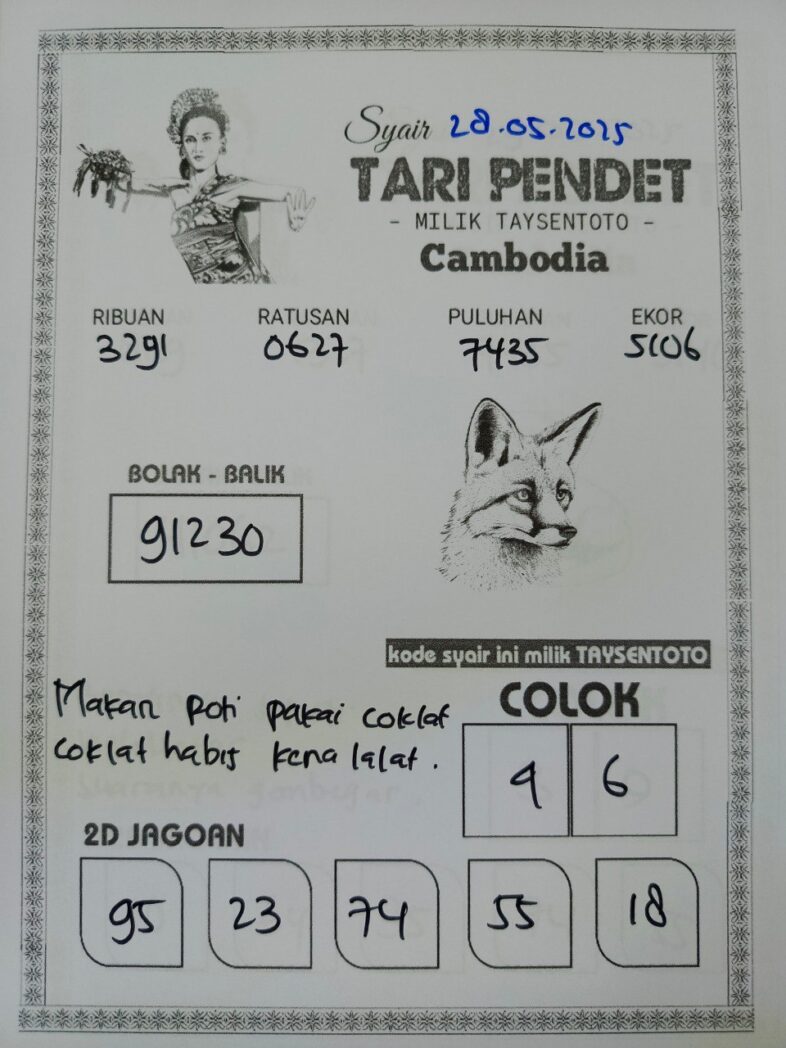 Syair 28.05.2025
TARI PENDET
- MILIK TAYSENTOTO -
Cambodia
RIBUAN RATUSAN PULUHAN EKOR
3291 0627 7435 5106
BOLAK - BALIK
91230
kode syair ini milik TAYSENTOTO
Makan Roti pakai coklat
coklat habis kena lalat.
COLOK
9 6
2D JAGOAN
95 23 74 55 18